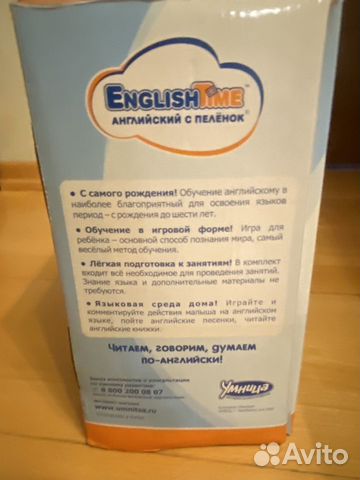 ENGLISHTIME™
АНГЛИЙСКИЙ С ПЕЛЁНОК®
• С самого рождения! Обучение английскому в
наиболее благоприятный для освоения языков
период – с рождения до шести лет.
• Обучение в игровой форме! Игра для
ребёнка – основной способ познания мира, самый
весёлый метод обучения.
• Лёгкая подготовка к занятиям! В комплект
входит всё необходимое для проведения занятий.
Знание языка и дополнительные материалы не
требуются.
• Языковая среда дома! Играйте и
комментируйте действия малыша на английском
языке, пойте английские песенки, читайте
английские книжки.
Читаем, говорим, думаем
по-английски!
Заказ комплектов и консультации
8 800 200 08 07
www.umnitsa.ru
УМНИЦА
Avito